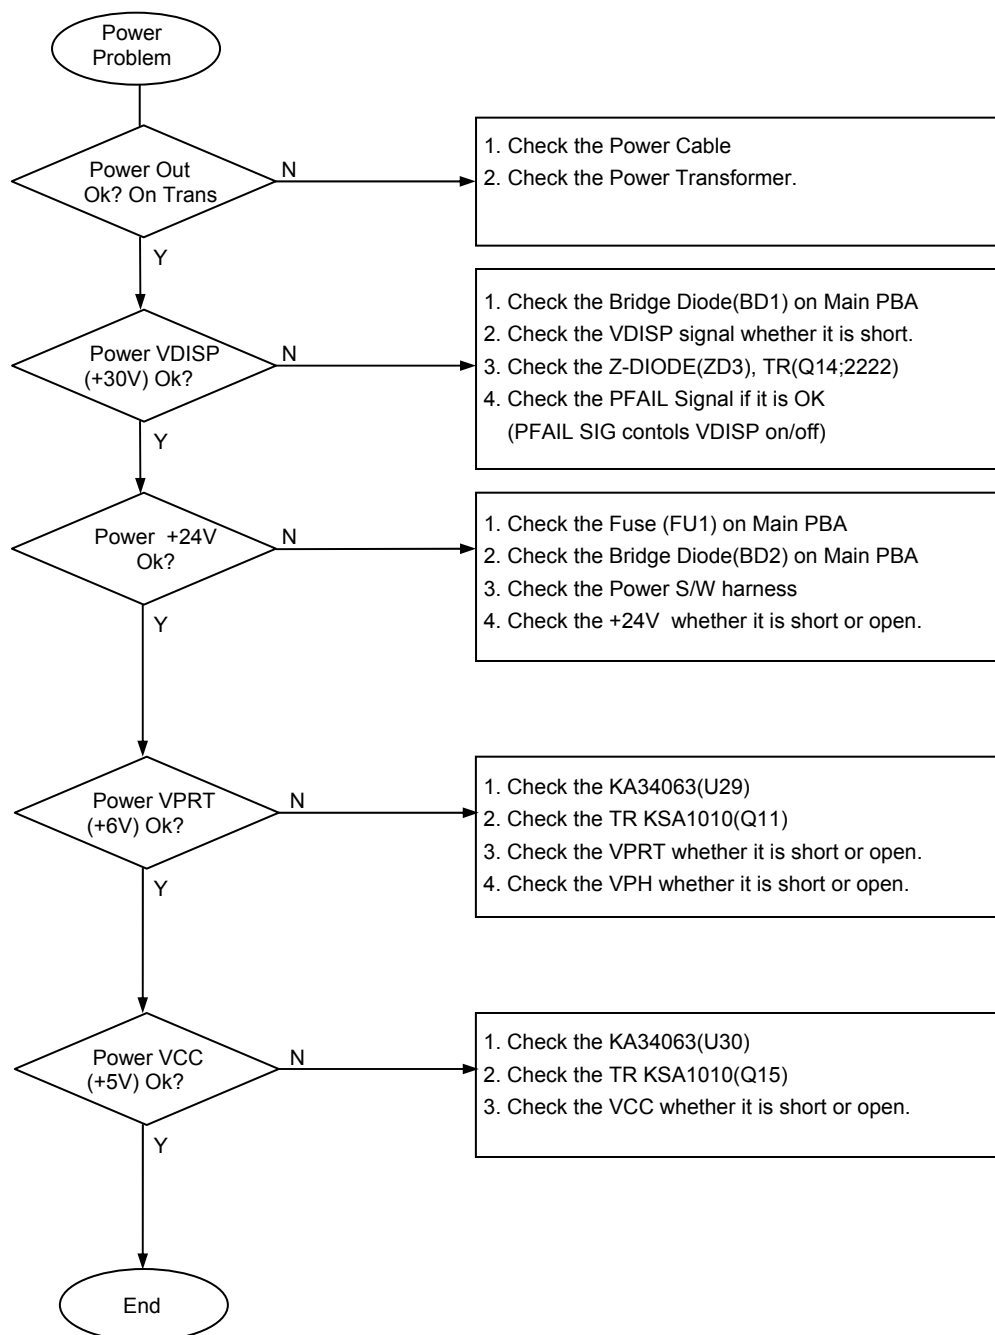 Power
Problem
Power Out
Ok? On Trans
N
1. Check the Power Cable
2. Check the Power Transformer.
Y
Power VDISP
(+30V) Ok?
N
1. Check the Bridge Diode(BD1) on Main PBA
2. Check the VDISP signal whether it is short.
3. Check the Z-DIODE(ZD3), TR(Q14;2222)
4. Check the PFAIL Signal if it is OK
(PFAIL SIG contols VDISP on/off)
Y
Power +24V
Ok?
N
1. Check the Fuse (FU1) on Main PBA
2. Check the Bridge Diode(BD2) on Main PBA
3. Check the Power S/W harness
4. Check the +24V whether it is short or open.
Y
Power VPRT
(+6V) Ok?
N
1. Check the KA34063(U29)
2. Check the TR KSA1010(Q11)
3. Check the VPRT whether it is short or open.
4. Check the VPH whether it is short or open.
Y
Power VCC
(+5V) Ok?
N
1. Check the KA34063(U30)
2. Check the TR KSA1010(Q15)
3. Check the VCC whether it is short or open.
Y
End